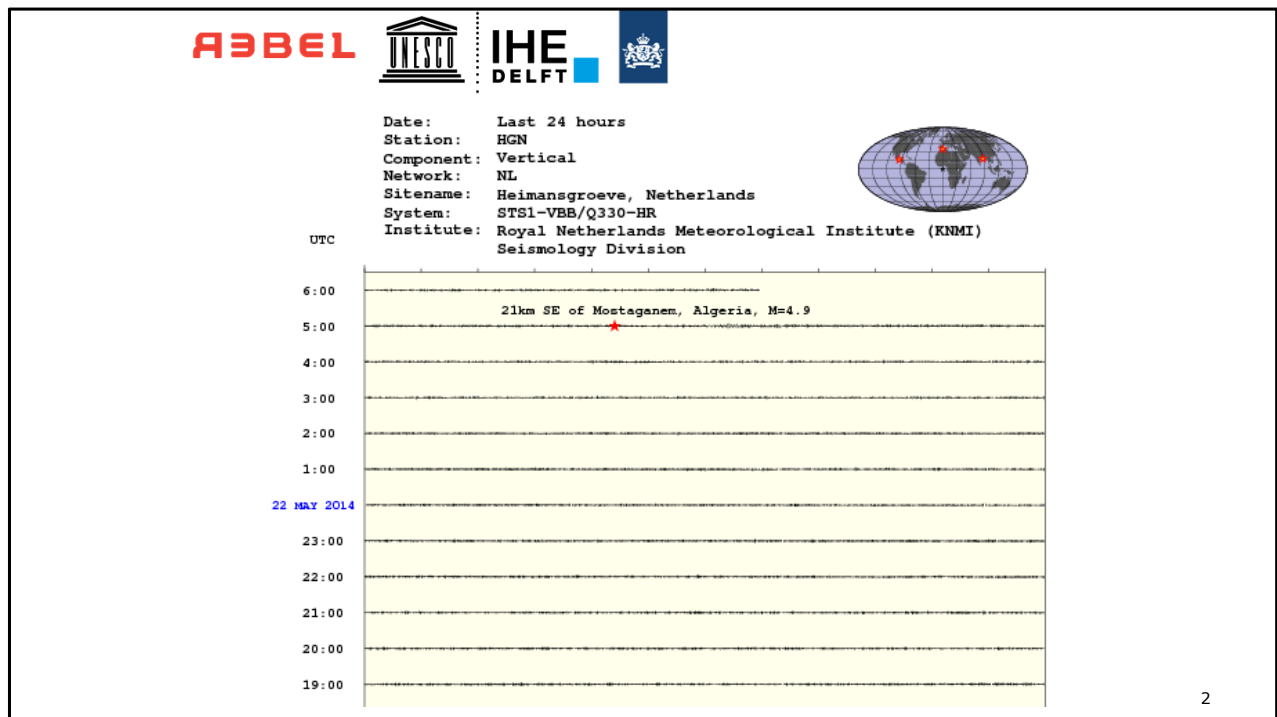 ЯЭBEL
UNESCO
IHE
DELFT
Date: Last 24 hours
Station: HGN
Component: Vertical
Network: NL
Sitename: Heimansgroeve, Netherlands
System: STS1-VBB/Q330-HR
Institute: Royal Netherlands Meteorological Institute (KNMI)
Seismology Division
UTC
6:00
21km SE of Mostaganem, Algeria, M=4.9
5:00
4:00
3:00
2:00
1:00
22 MAY 2014
23:00
22:00
21:00
20:00
19:00
2